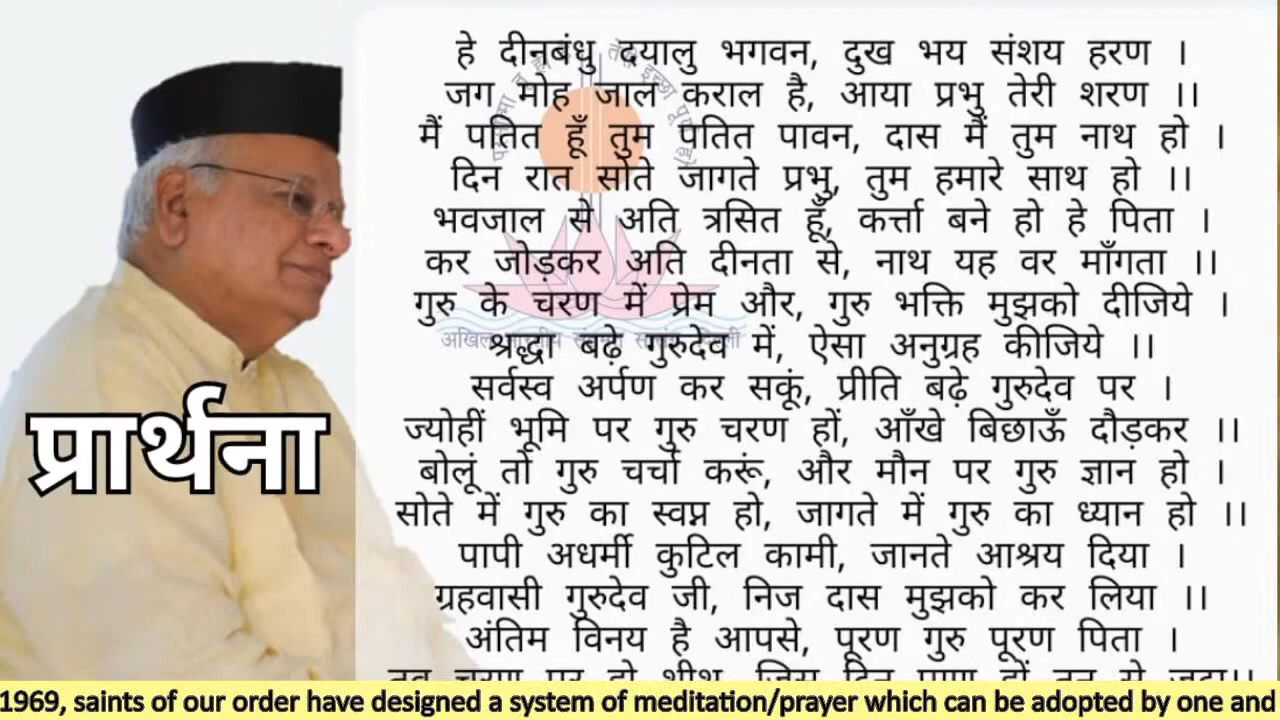 हे दीनबंधु दयालु भगवन, दुख भय संशय हरण ।
जग मोह जाल कराल है, आया प्रभु तेरी शरण ।।
मैं पतित हूँ तुम पतित पावन, दास मैं तुम नाथ हो ।
दिन रात सोते जागते प्रभु, तुम हमारे साथ हो ।।
भवजाल से अति त्रसित हूँ, कर्त्ता बने हो हे पिता ।
कर जोड़कर अति दीनता से, नाथ यह वर माँगता ।।
गुरु के चरण में प्रेम और, गुरु भक्ति मुझको दीजिये ।
अखिल भारतीय
श्रद्धा बढ़े गुरुदेव में, ऐसा अनुग्रह कीजिये ।।
सर्वस्व अर्पण कर सकूं, प्रीति बढ़े गुरुदेव पर ।
ज्योहीं भूमि पर गुरु चरण हों, आँखे बिछाऊँ दौड़कर ।।
बोलूं तो गुरु चर्चा करूं, और मौन पर गुरु ज्ञान हो ।
सोते में गुरु का स्वप्न हो, जागते में गुरु का ध्यान हो ।।
पापी अधर्मी कुटिल कामी, जानते आश्रय दिया ।
ग्रहवासी गुरुदेव जी, निज दास मुझको कर लिया ।।
अंतिम विनय है आपसे, पूरण गुरु पूरण पिता ।
प्रार्थना
1969, saints of our order have designed a system of meditation/prayer which can be adopted by one and